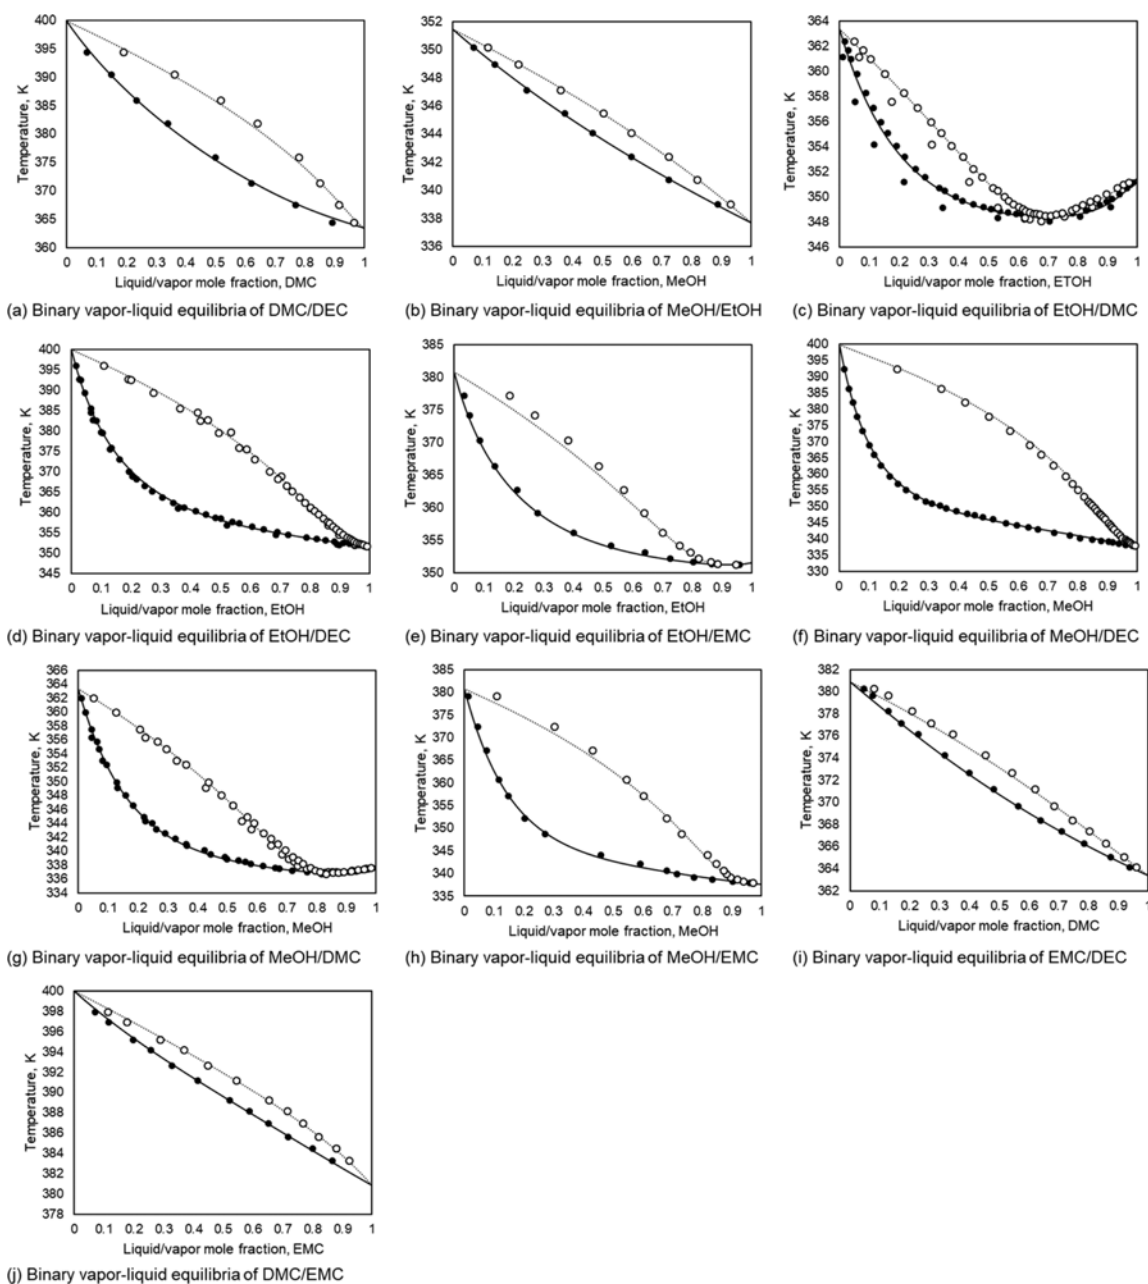 400
395
390
385
380
375
370
365
360
Temperature, K
0 0.1 0.2 0.3 0.4 0.5 0.6 0.7 0.8 0.9 1
Liquid/vapor mole fraction, DMC
(a) Binary vapor-liquid equilibria of DMC/DEC
352
350
348
346
344
342
340
338
336
Temperature, K
0 0.1 0.2 0.3 0.4 0.5 0.6 0.7 0.8 0.9 1
Liquid/vapor mole fraction, MeOH
(b) Binary vapor-liquid equilibria of MeOH/EtOH
364
362
360
358
356
354
352
350
348
346
Temperature, K
0 0.1 0.2 0.3 0.4 0.5 0.6 0.7 0.8 0.9 1
Liquid/vapor mole fraction, ETOH
(c) Binary vapor-liquid equilibria of EtOH/DMC
400
395
390
385
380
375
370
365
360
355
350
345
Temperature, K
0 0.1 0.2 0.3 0.4 0.5 0.6 0.7 0.8 0.9 1
Liquid/vapor mole fraction, EtOH
(d) Binary vapor-liquid equilibria of EtOH/DEC
385
380
375
370
365
360
355
350
Temeprature, K
0 0.1 0.2 0.3 0.4 0.5 0.6 0.7 0.8 0.9 1
Liquid/vapor mole fraction, EtOH
(e) Binary vapor-liquid equilibria of EtOH/EMC
400
395
390
385
380
375
370
365
360
355
350
345
340
335
330
Temperature, K
0 0.1 0.2 0.3 0.4 0.5 0.6 0.7 0.8 0.9 1
Liquid/vapor mole fraction, MeOH
(f) Binary vapor-liquid equilibria of MeOH/DEC
366
364
362
360
358
356
354
352
350
348
346
344
342
340
338
336
334
Temperature, K
0 0.1 0.2 0.3 0.4 0.5 0.6 0.7 0.8 0.9 1
Liquid/vapor mole fraction, MeOH
(g) Binary vapor-liquid equilibria of MeOH/DMC
385
380
375
370
365
360
355
350
345
340
335
Temperature, K
0 0.1 0.2 0.3 0.4 0.5 0.6 0.7 0.8 0.9 1
Liquid/vapor mole fraction, MeOH
(h) Binary vapor-liquid equilibria of MeOH/EMC
382
380
378
376
374
372
370
368
366
364
362
Temperature, K
0 0.1 0.2 0.3 0.4 0.5 0.6 0.7 0.8 0.9 1
Liquid/vapor mole fraction, DMC
(i) Binary vapor-liquid equilibria of EMC/DEC
400
398
396
394
392
390
388
386
384
382
380
378
Temperature, K
0 0.1 0.2 0.3 0.4 0.5 0.6 0.7 0.8 0.9 1
Liquid/vapor mole fraction, EMC
(j) Binary vapor-liquid equilibria of DMC/EMC